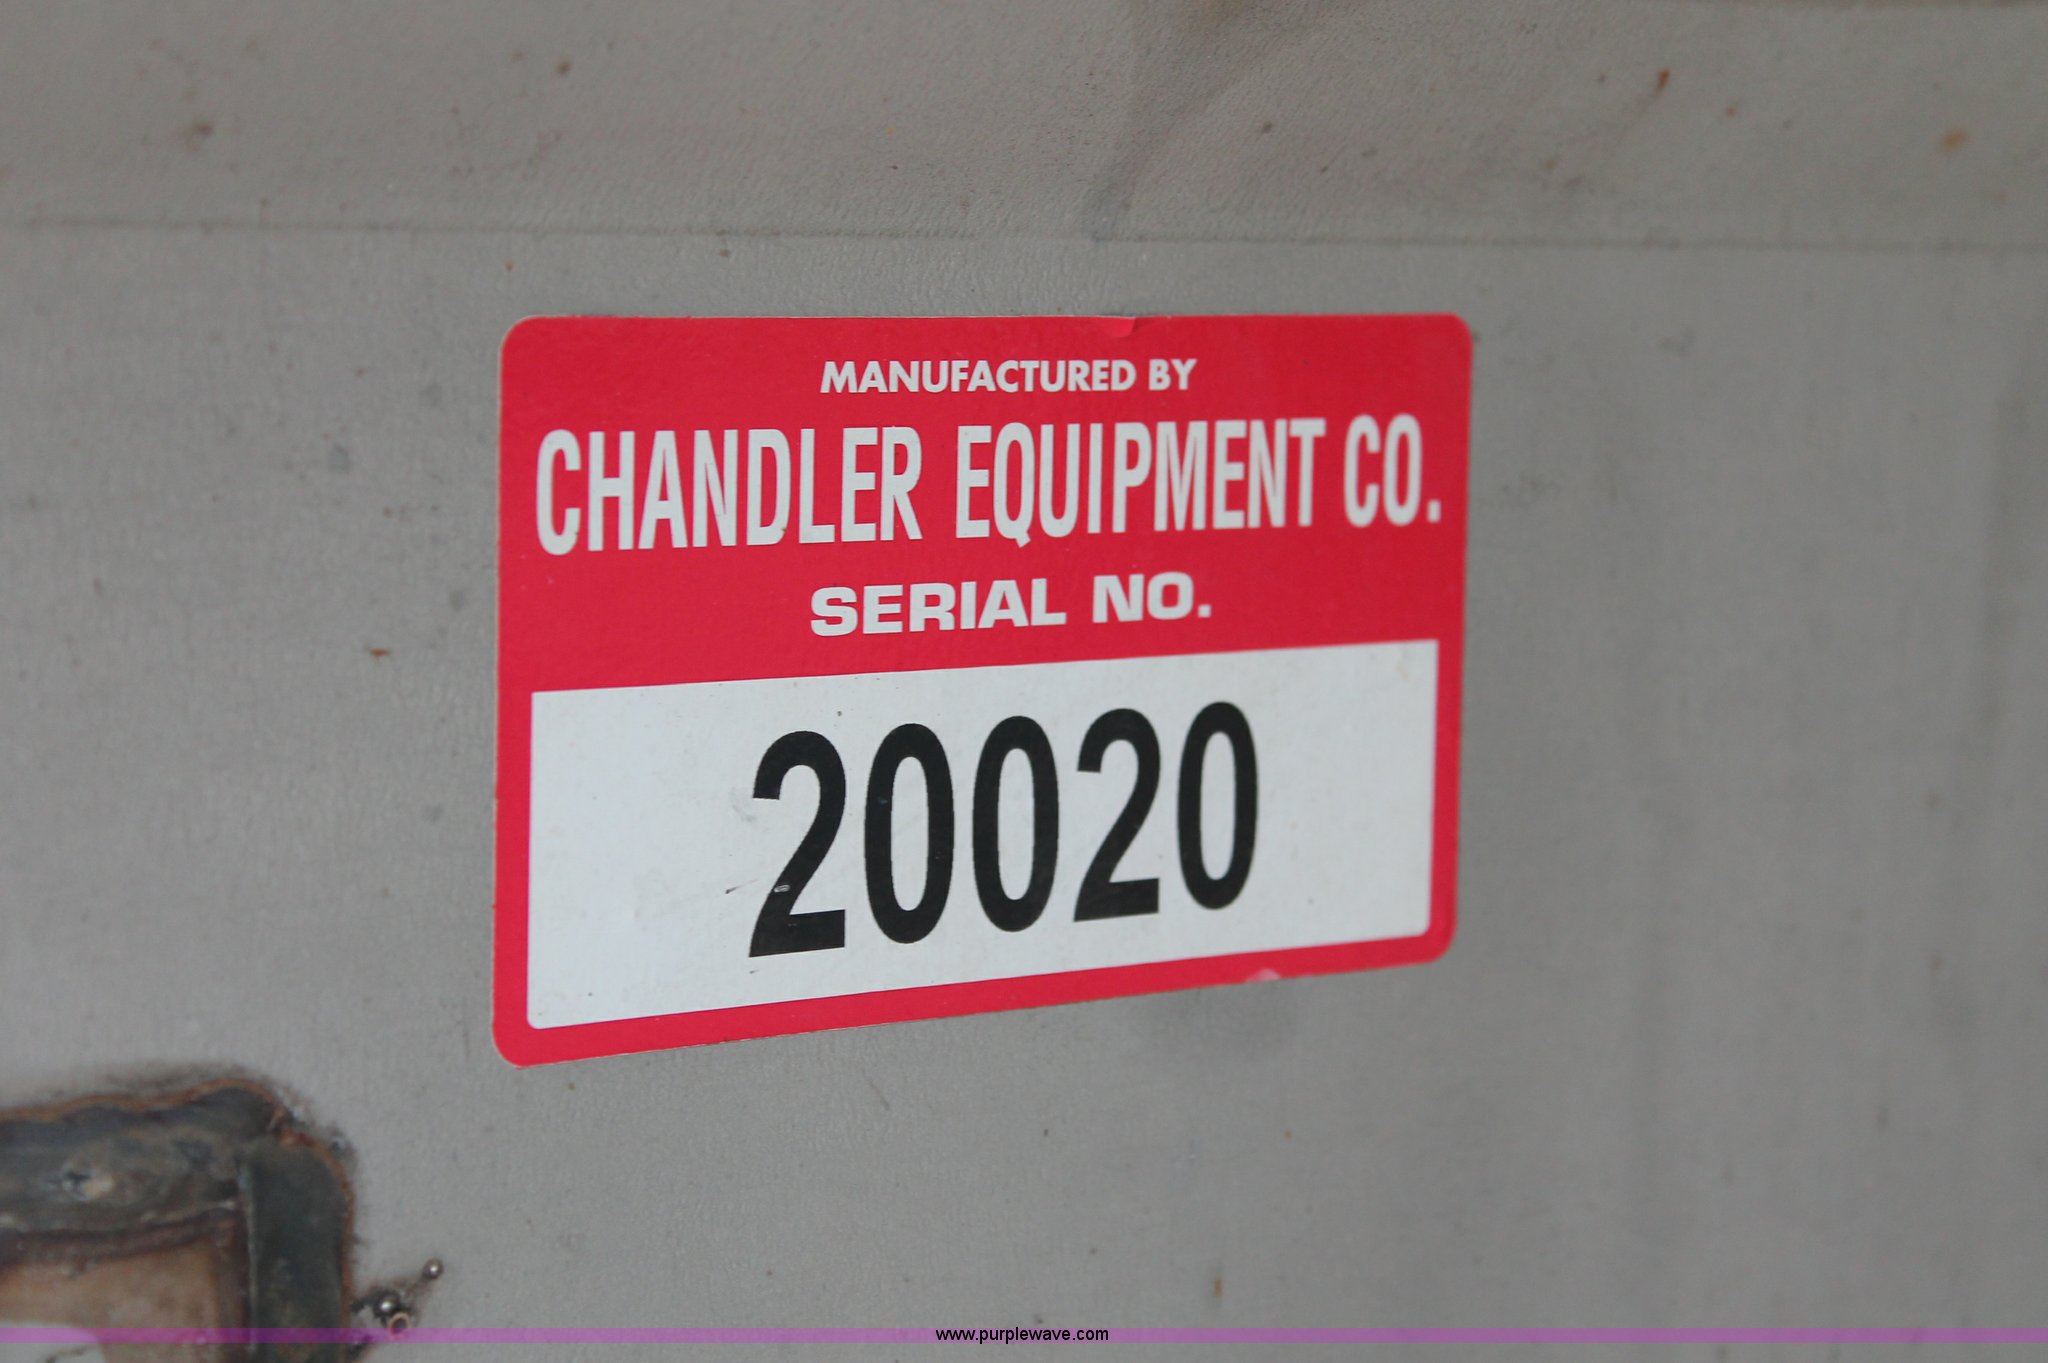 MANUFACTURED BY
CHANDLER EQUIPMENT CO.
SERIAL NO.
20020
www.purplewave.com